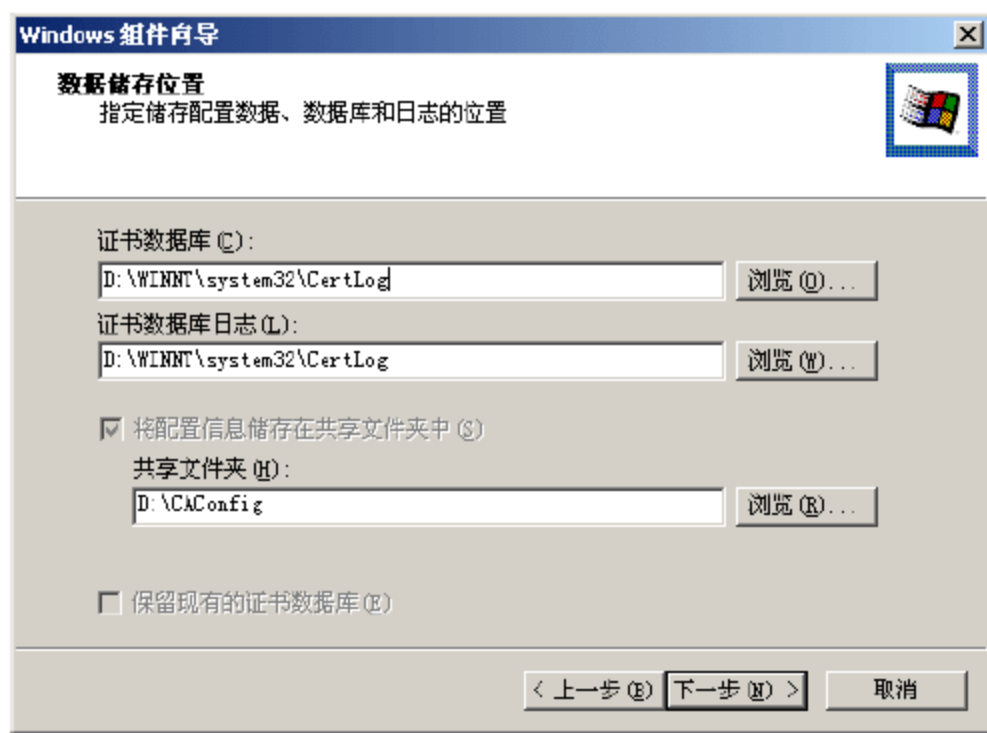 Windows 组件向导
数据储存位置
指定储存配置数据、数据库和日志的位置
证书数据库(C):
D:\WINNT\system32\CertLog
浏览(O)...
证书数据库日志(L):
D:\WINNT\system32\CertLog
浏览(W)...
将配置信息储存在共享文件夹中(S)
共享文件夹(H):
D:\CAConfig
浏览(R)...
保留现有的证书数据库(E)
< 上一步(B)
下一步(N) >
取消